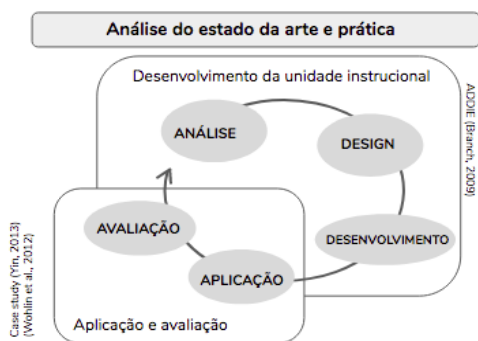 Análise do estado da arte e prática
Desenvolvimento da unidade instrucional
ANÁLISE
DESIGN
ADDIE (Branch, 2009)
AVALIAÇÃO
DESENVOLVIMENTO
APLICAÇÃO
Aplicação e avaliação
Case study (Yin, 2013)
(Wohlin et al., 2012)